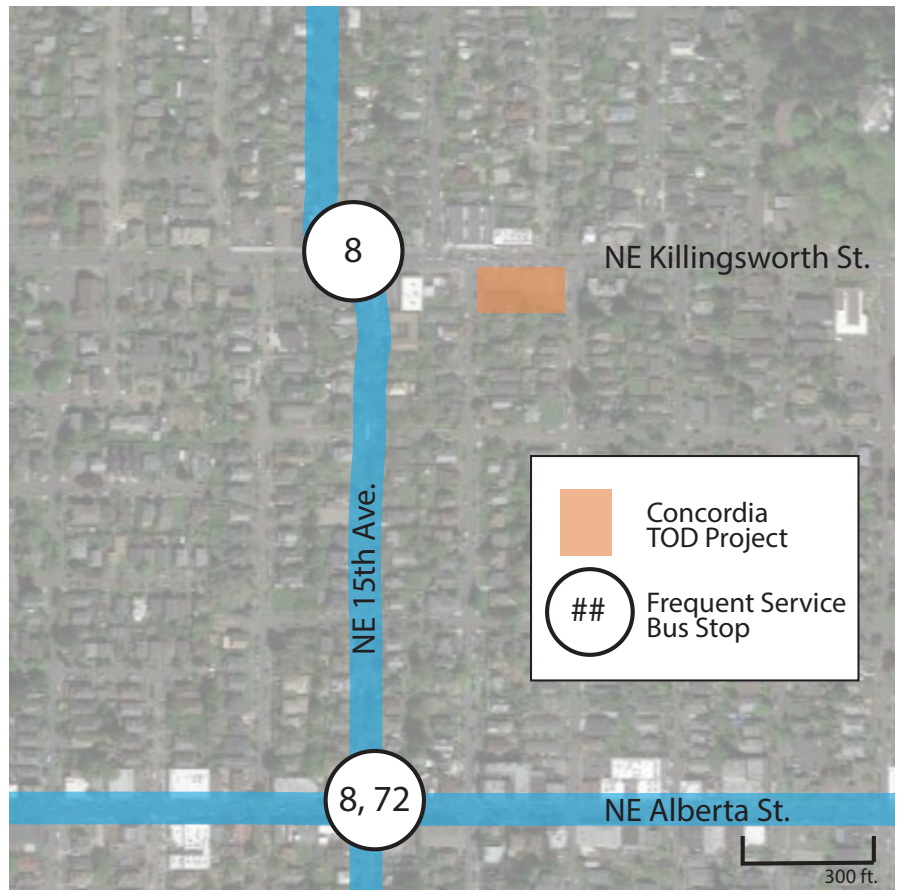 8
NE Killingsworth St.
NE 15th Ave.
Concordia
TOD Project
##
Frequent Service
Bus Stop
8, 72
NE Alberta St.
300 ft.